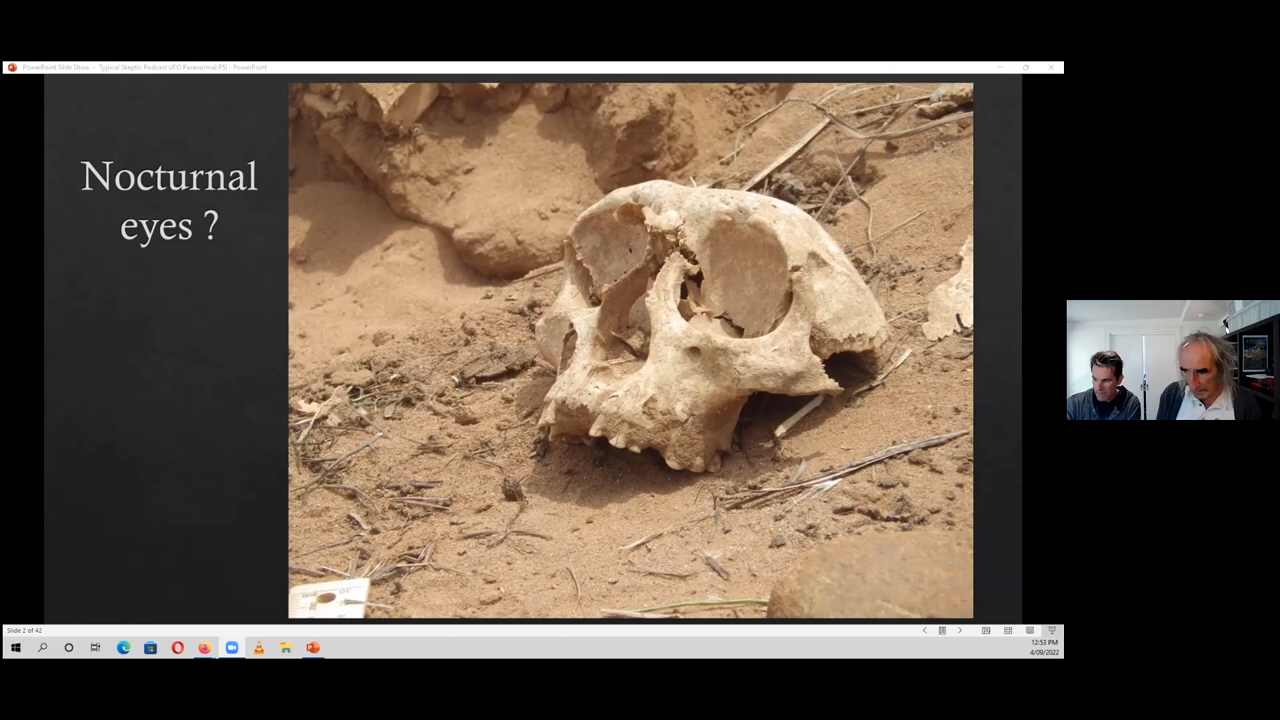 PowerPoint Slide Show - Typical Skeptic Podcast UFO Paranormal PSI - PowerPoint
Nocturnal
eyes ?
Slide 2 of 42
12:53 PM
4/09/2022